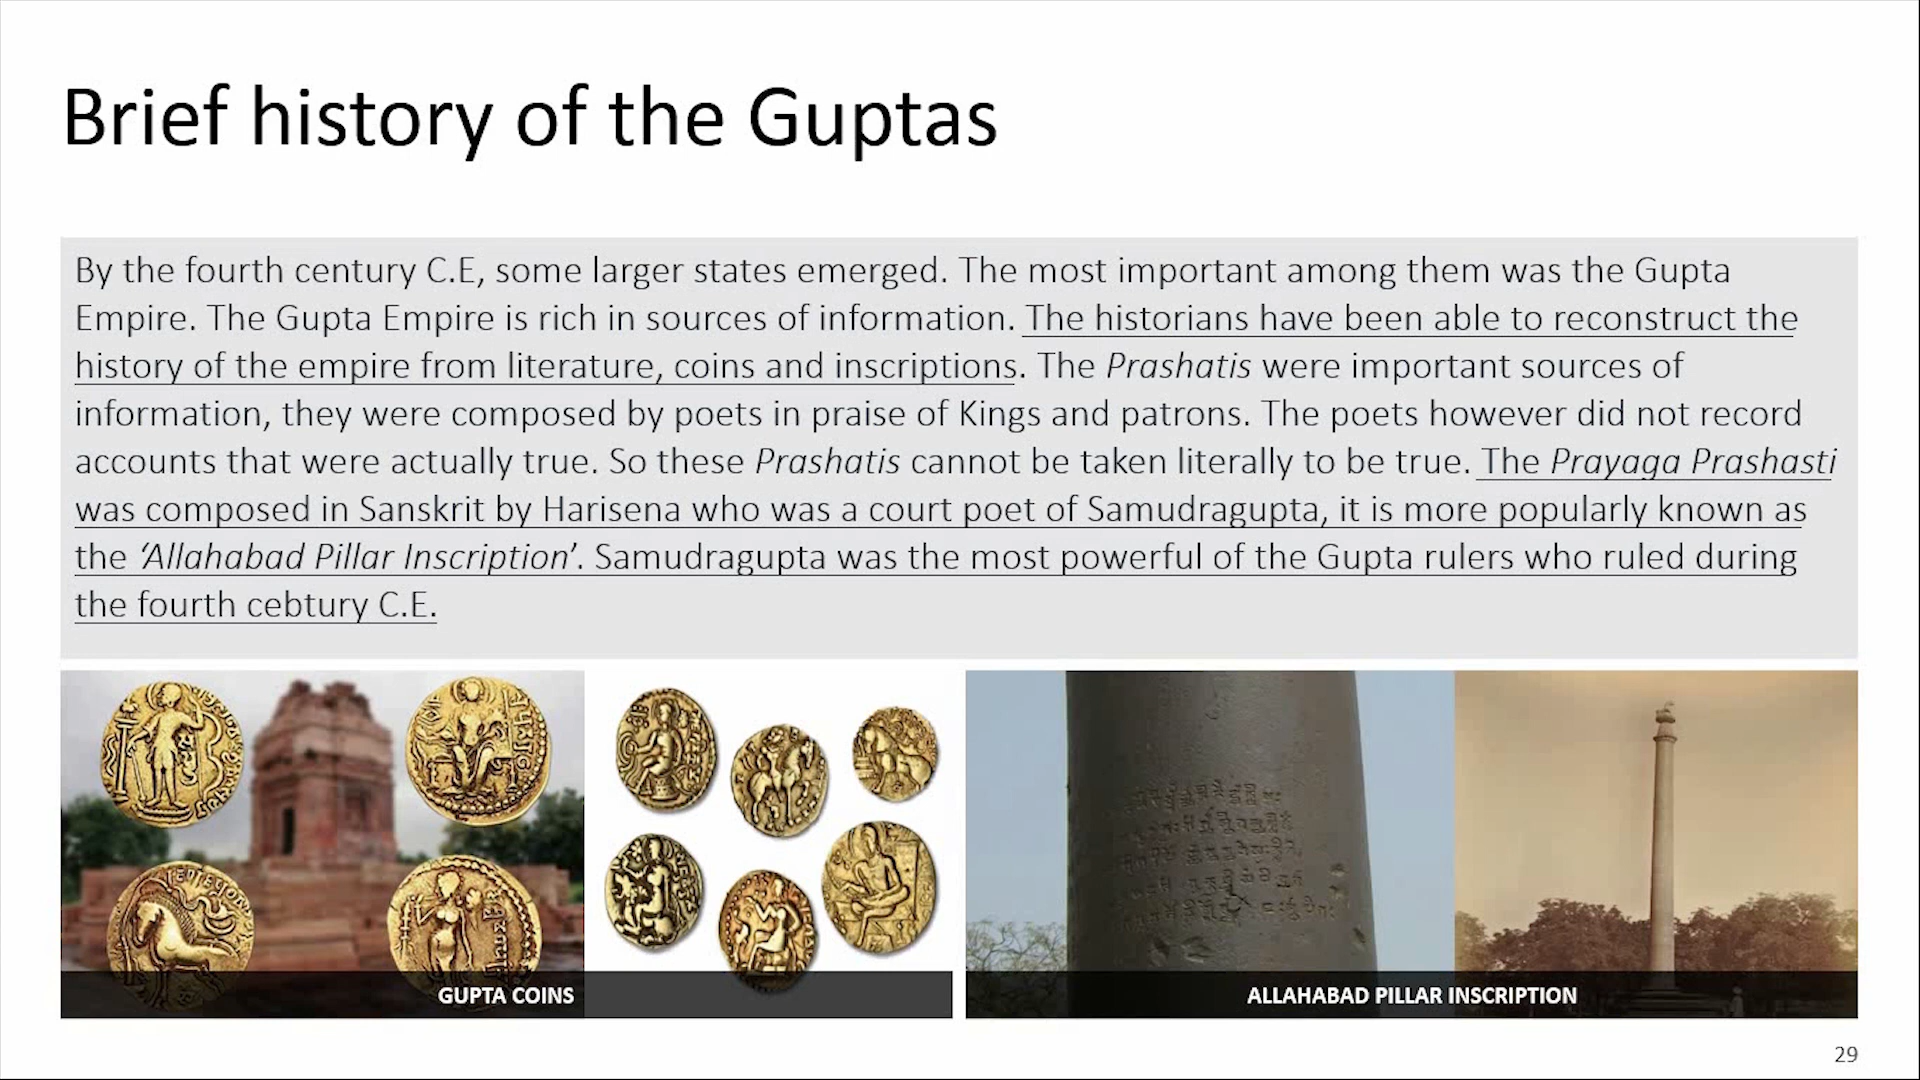 Brief history of the Guptas
By the fourth century C.E, some larger states emerged. The most important among them was the Gupta
Empire. The Gupta Empire is rich in sources of information. The historians have been able to reconstruct the
history of the empire from literature, coins and inscriptions. The Prashatis were important sources of
information, they were composed by poets in praise of Kings and patrons. The poets however did not record
accounts that were actually true. So these Prashatis cannot be taken literally to be true. The Prayaga Prashasti
was composed in Sanskrit by Harisena who was a court poet of Samudragupta, it is more popularly known as
the ‘Allahabad Pillar Inscription’. Samudragupta was the most powerful of the Gupta rulers who ruled during
the fourth cebtury C.E.
GUPTA COINS
ALLAHABAD PILLAR INSCRIPTION
29